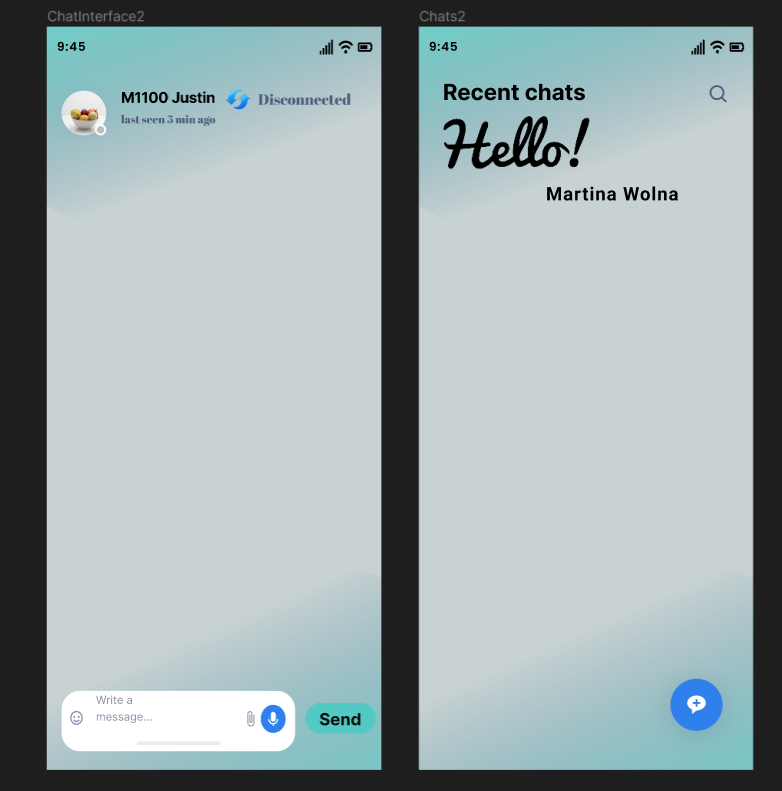 ChatInterface2
9:45
M1100 Justin
Disconnected
last seen 5 min ago
Write a
message...
Send
Chats2
9:45
Recent chats
Hello!
Martina Wolna